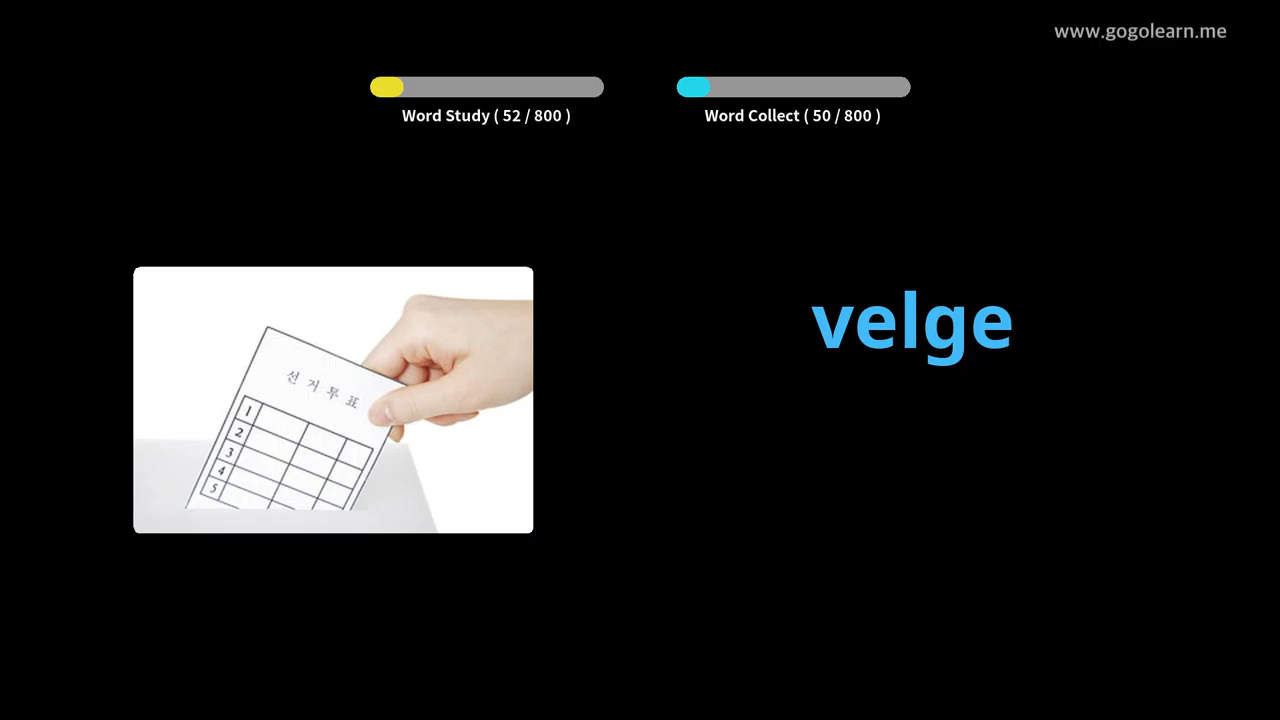 www.gogolearn.me
Word Study ( 52 / 800 )
Word Collect ( 50 / 800 )
velge
선거투표
1
2
3
4
5